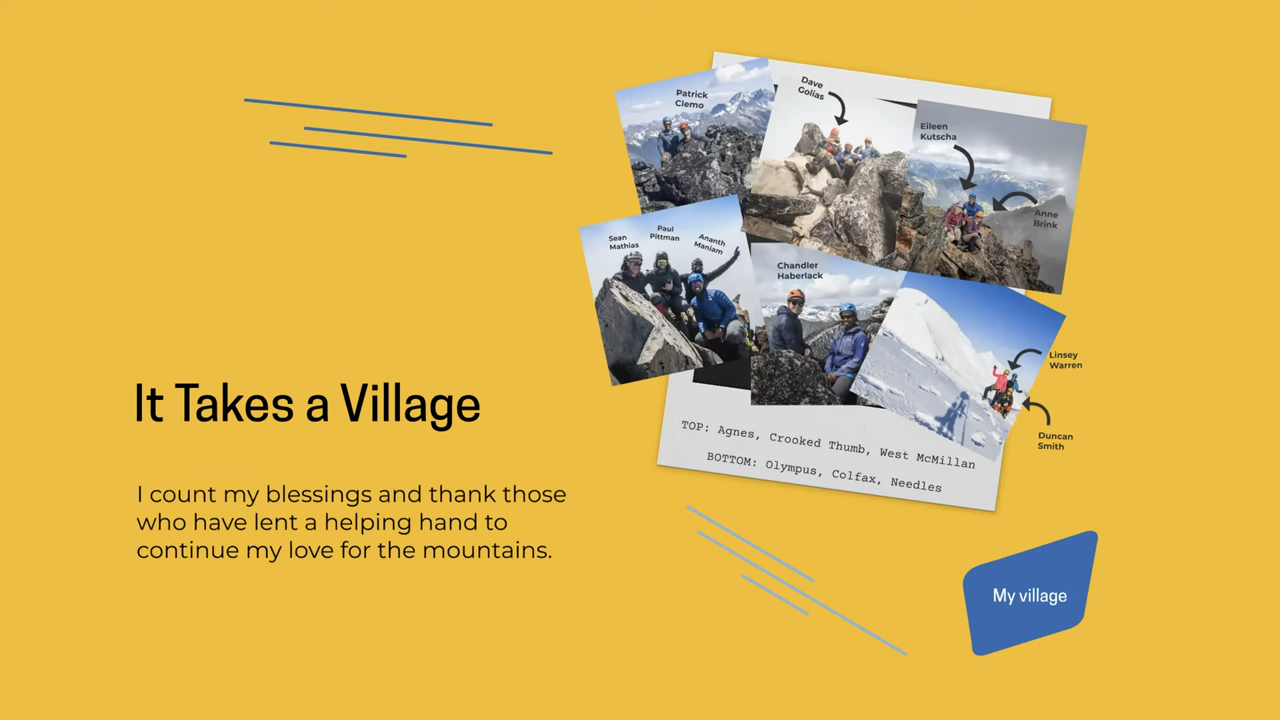 It Takes a Village
I count my blessings and thank those
who have lent a helping hand to
continue my love for the mountains.
Patrick
Clemo
Dave
Golias
Eileen
Kutscha
Anne
Brink
Sean
Mathias
Paul
Pittman
Ananth
Maniam
Chandler
Haberlack
Linsey
Warren
Duncan
Smith
TOP: Agnes, Crooked Thumb, West McMillan
BOTTOM: Olympus, Colfax, Needles
My village